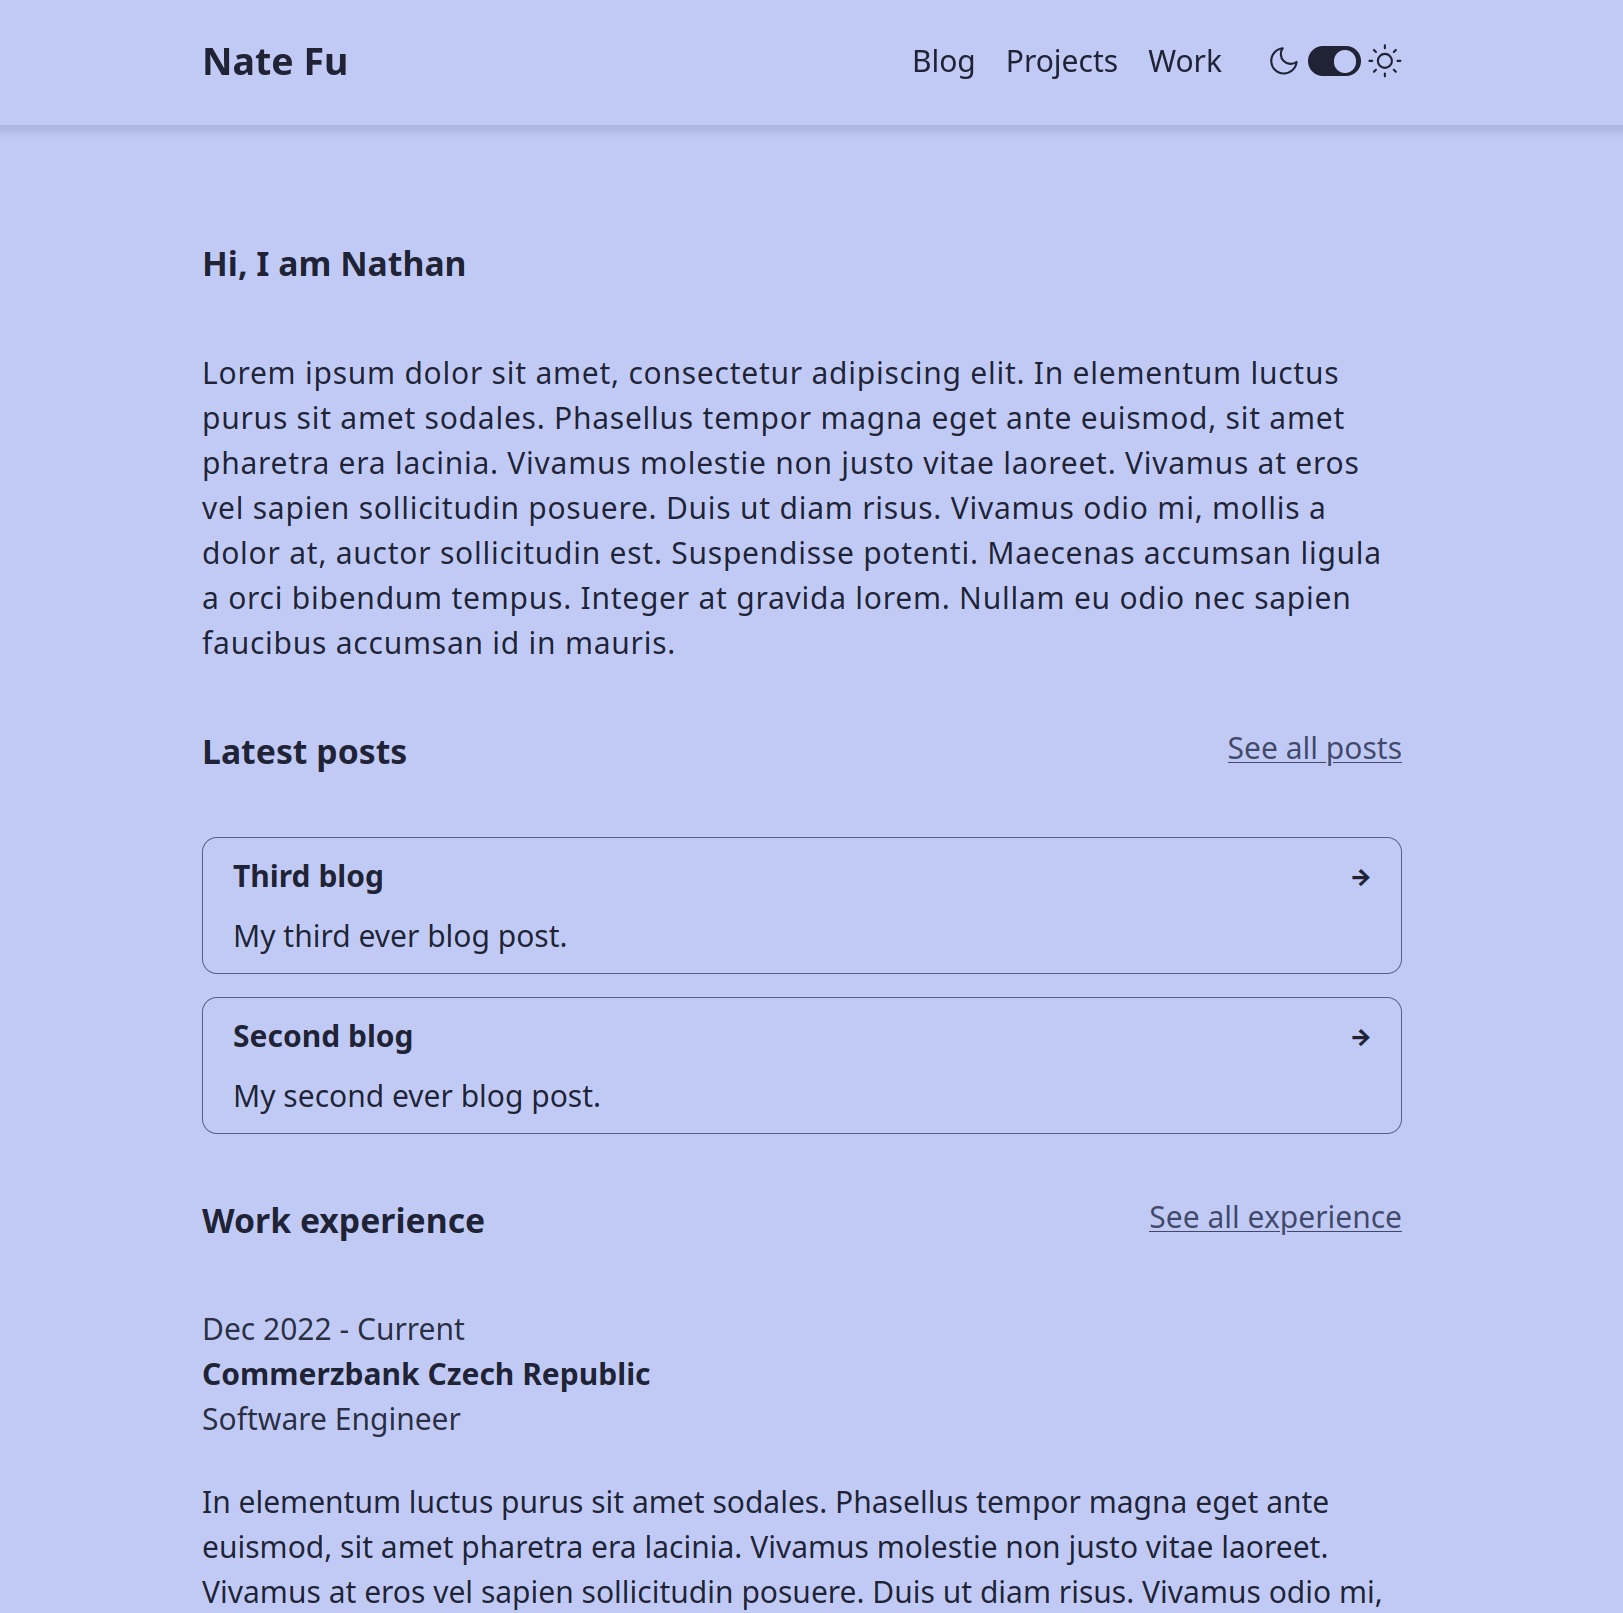 Nate Fu
Blog Projects Work
Hi, I am Nathan
Lorem ipsum dolor sit amet, consectetur adipiscing elit. In elementum luctus
purus sit amet sodales. Phasellus tempor magna eget ante euismod, sit amet
pharetra era lacinia. Vivamus molestie non justo vitae laoreet. Vivamus at eros
vel sapien sollicitudin posuere. Duis ut diam risus. Vivamus odio mi, mollis a
dolor at, auctor sollicitudin est. Suspendisse potenti. Maecenas accumsan ligula
a orci bibendum tempus. Integer at gravida lorem. Nullam eu odio nec sapien
faucibus accumsan id in mauris.
Latest posts
See all posts
Third blog
My third ever blog post.
Second blog
My second ever blog post.
Work experience
See all experience
Dec 2022 - Current
Commerzbank Czech Republic
Software Engineer
In elementum luctus purus sit amet sodales. Phasellus tempor magna eget ante
euismod, sit amet pharetra era lacinia. Vivamus molestie non justo vitae laoreet.
Vivamus at eros vel sapien sollicitudin posuere. Duis ut diam risus. Vivamus odio mi,